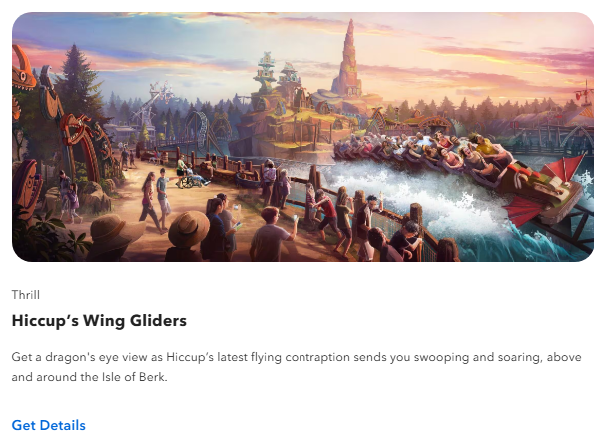 Thrill
Hiccup’s Wing Gliders
Get a dragon's eye view as Hiccup’s latest flying contraption sends you swooping and soaring, above
and around the Isle of Berk.
Get Details